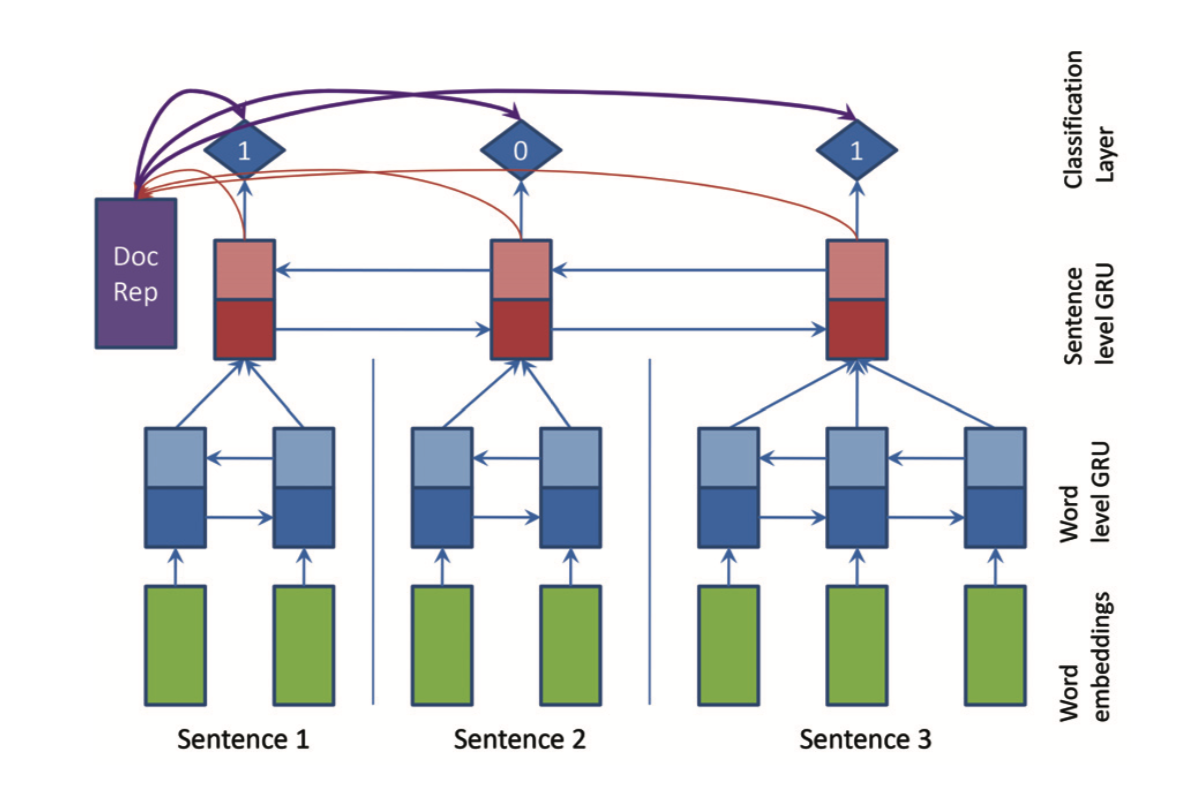 Classification
Layer
1
0
1
Doc
Rep
Sentence
level GRU
Word
level GRU
Word
embeddings
Sentence 1
Sentence 2
Sentence 3